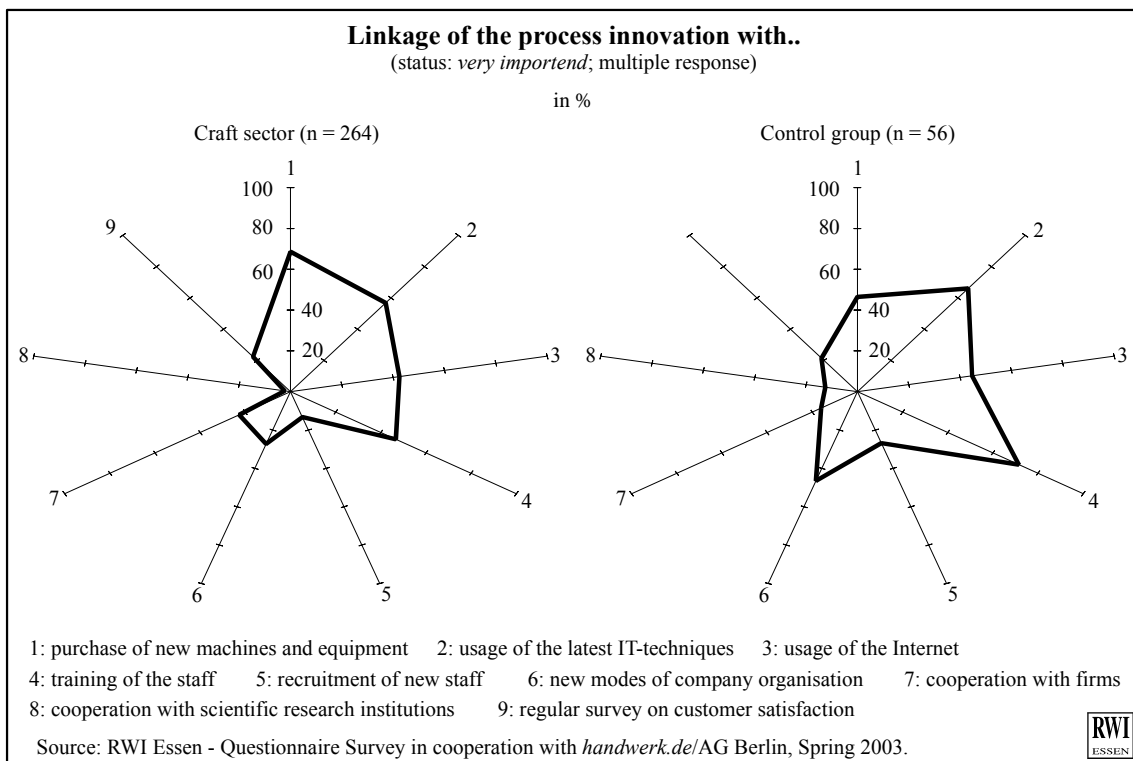 Linkage of the process innovation with..
(status: very importend; multiple response)
in %
Craft sector (n = 264)
1
100
80
60
40
20
2
3
4
5
6
7
8
9
Control group (n = 56)
1
100
80
60
40
20
2
3
4
5
6
7
8
1: purchase of new machines and equipment 2: usage of the latest IT-techniques 3: usage of the Internet
4: training of the staff 5: recruitment of new staff 6: new modes of company organisation 7: cooperation with firms
8: cooperation with scientific research institutions 9: regular survey on customer satisfaction
Source: RWI Essen - Questionnaire Survey in cooperation with handwerk.de/AG Berlin, Spring 2003.
RWI
ESSEN